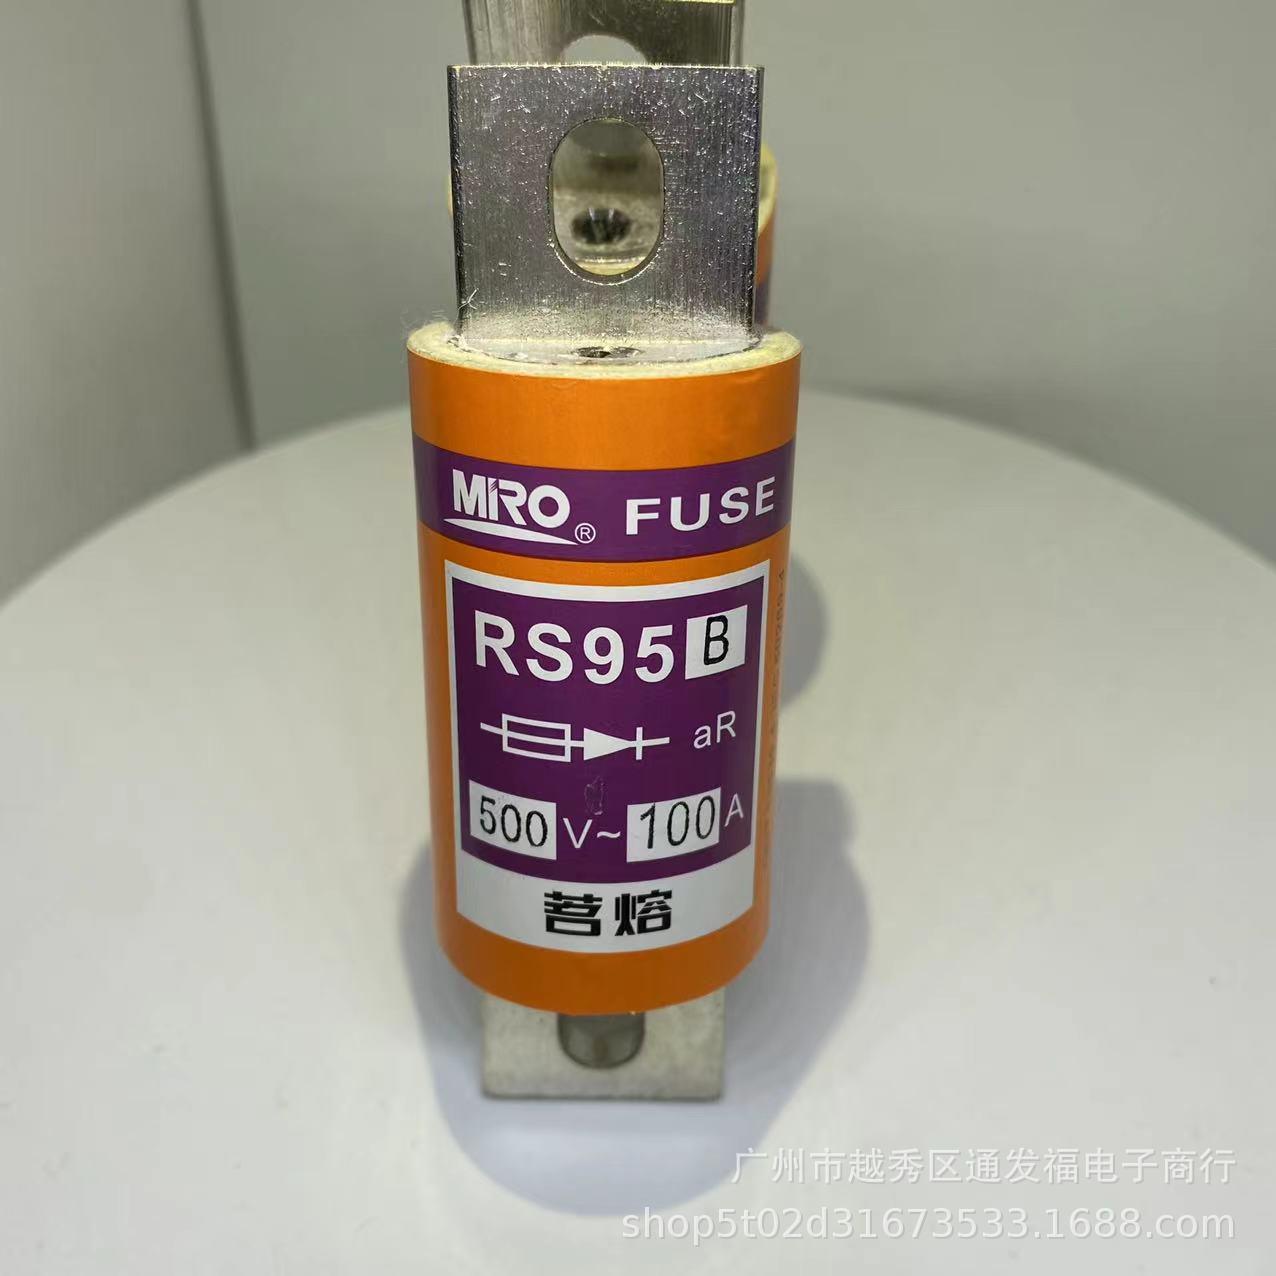 MIRO® FUSE
RS95B
aR
500V~100A
茗熔
广州市越秀区通发福电子商行
shop5t02d31673533.1688.com